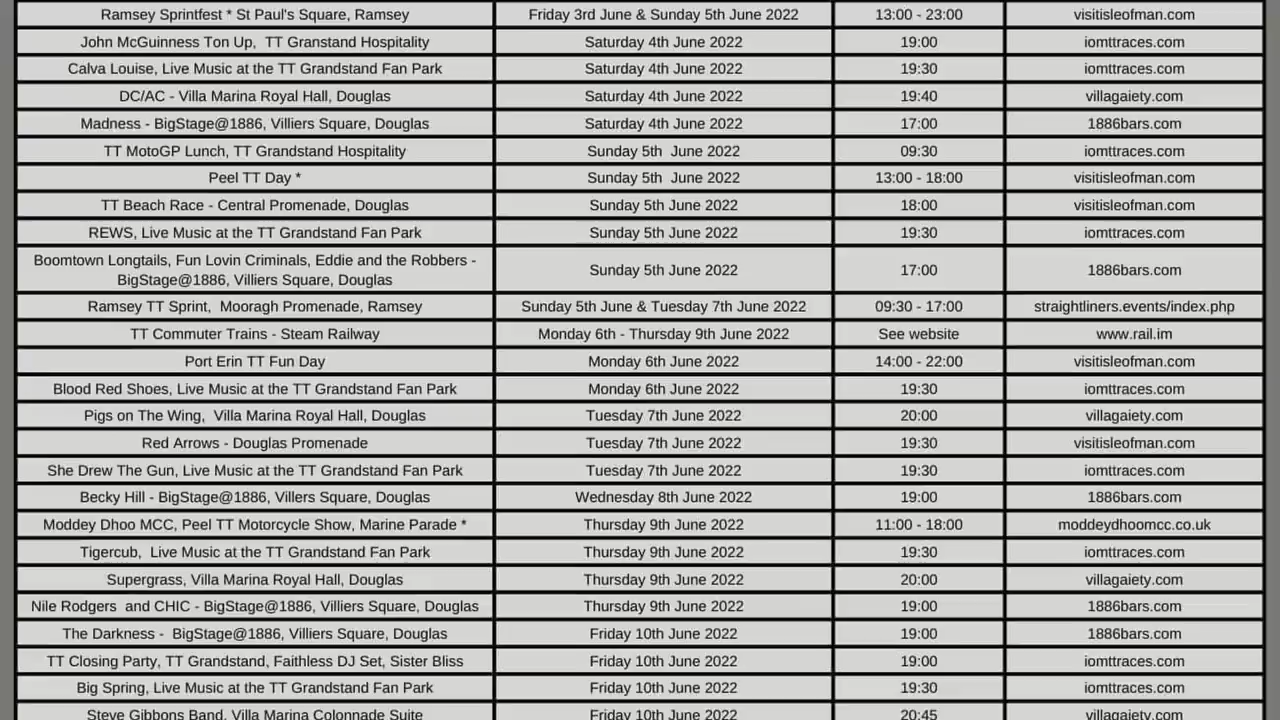 Ramsey Sprintfest * St Paul's Square, Ramsey Friday 3rd June & Sunday 5th June 2022 13:00 - 23:00 visitisleofman.com
John McGuinness Ton Up, TT Granstand Hospitality Saturday 4th June 2022 19:00 iomttraces.com
Calva Louise, Live Music at the TT Grandstand Fan Park Saturday 4th June 2022 19:30 iomttraces.com
DC/AC - Villa Marina Royal Hall, Douglas Saturday 4th June 2022 19:40 villagaiety.com
Madness - BigStage@1886, Villiers Square, Douglas Saturday 4th June 2022 17:00 1886bars.com
TT MotoGP Lunch, TT Grandstand Hospitality Sunday 5th June 2022 09:30 iomttraces.com
Peel TT Day * Sunday 5th June 2022 13:00 - 18:00 visitisleofman.com
TT Beach Race - Central Promenade, Douglas Sunday 5th June 2022 18:00 visitisleofman.com
REWS, Live Music at the TT Grandstand Fan Park Sunday 5th June 2022 19:30 iomttraces.com
Boomtown Longtails, Fun Lovin Criminals, Eddie and the Robbers -
BigStage@1886, Villiers Square, Douglas Sunday 5th June 2022 17:00 1886bars.com
Ramsey TT Sprint, Mooragh Promenade, Ramsey Sunday 5th June & Tuesday 7th June 2022 09:30 - 17:00 straightliners.events/index.php
TT Commuter Trains - Steam Railway Monday 6th - Thursday 9th June 2022 See website www.rail.im
Port Erin TT Fun Day Monday 6th June 2022 14:00 - 22:00 visitisleofman.com
Blood Red Shoes, Live Music at the TT Grandstand Fan Park Monday 6th June 2022 19:30 iomttraces.com
Pigs on The Wing, Villa Marina Royal Hall, Douglas Tuesday 7th June 2022 20:00 villagaiety.com
Red Arrows - Douglas Promenade Tuesday 7th June 2022 19:30 visitisleofman.com
She Drew The Gun, Live Music at the TT Grandstand Fan Park Tuesday 7th June 2022 19:30 iomttraces.com
Becky Hill - BigStage@1886, Villers Square, Douglas Wednesday 8th June 2022 19:00 1886bars.com
Moddey Dhoo MCC, Peel TT Motorcycle Show, Marine Parade * Thursday 9th June 2022 11:00 - 18:00 moddeydhoomcc.co.uk
Tigercub, Live Music at the TT Grandstand Fan Park Thursday 9th June 2022 19:30 iomttraces.com
Supergrass, Villa Marina Royal Hall, Douglas Thursday 9th June 2022 20:00 villagaiety.com
Nile Rodgers and CHIC - BigStage@1886, Villiers Square, Douglas Thursday 9th June 2022 19:00 1886bars.com
The Darkness - BigStage@1886, Villiers Square, Douglas Friday 10th June 2022 19:00 1886bars.com
TT Closing Party, TT Grandstand, Faithless DJ Set, Sister Bliss Friday 10th June 2022 19:00 iomttraces.com
Big Spring, Live Music at the TT Grandstand Fan Park Friday 10th June 2022 19:30 iomttraces.com
Steve Gibbons Band, Villa Marina Colonnade Suite Friday 10th June 2022 20:45 villagaiety.com